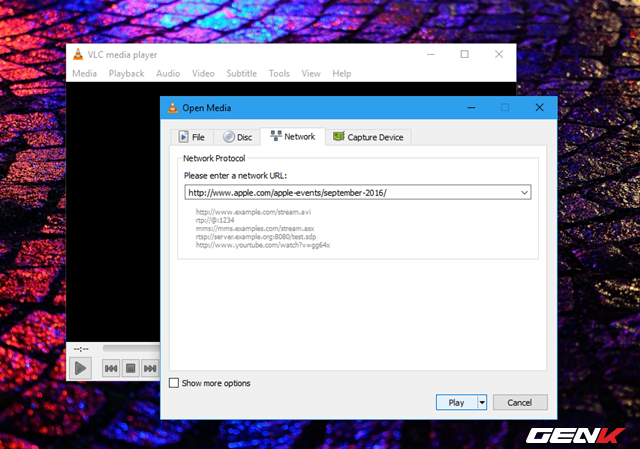 VLC media player
Media Playback Audio Video Subtitle Tools View Help
Open Media
File Disc Network Capture Device
Network Protocol
Please enter a network URL:
http://www.apple.com/apple-events/september-2016/
http://www.example.com/stream.avi
rtp://@:1234
mms://mms.examples.com/stream.asx
rtsp://server.example.org:8080/test.sdp
http://www.yourtube.com/watch?v=gg64x
--:--
Show more options
Play Cancel
GENK